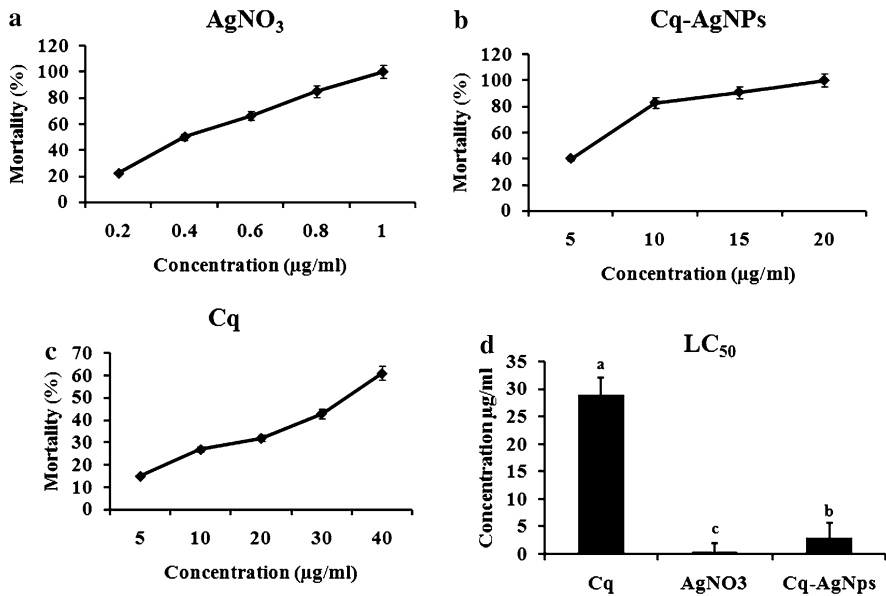 a
AgNO3
Mortality (%)
120
100
80
60
40
20
0
0.2 0.4 0.6 0.8 1
Concentration (µg/ml)
b
Cq-AgNPs
Mortality (%)
120
100
80
60
40
20
0
5 10 15 20
Concentration (µg/ml)
c
Cq
Mortality (%)
70
60
50
40
30
20
10
0
5 10 20 30 40
Concentration (µg/ml)
d
LC50
Concentration µg/ml
35
30
25
20
15
10
5
0
a
c
b
Cq AgNO3 Cq-AgNps